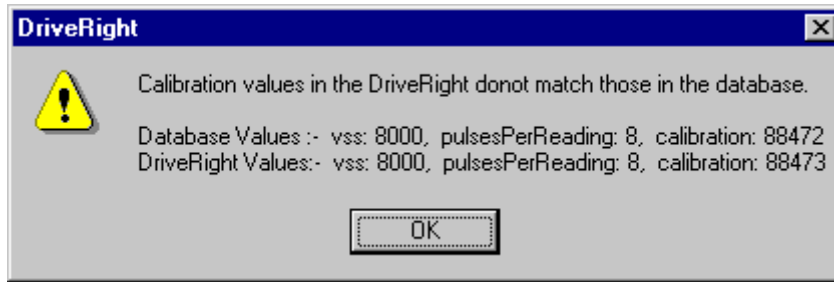 DriveRight
Calibration values in the DriveRight donot match those in the database.
Database Values :- vss: 8000, pulsesPerReading: 8, calibration: 88472
DriveRight Values:- vss: 8000, pulsesPerReading: 8, calibration: 88473
OK